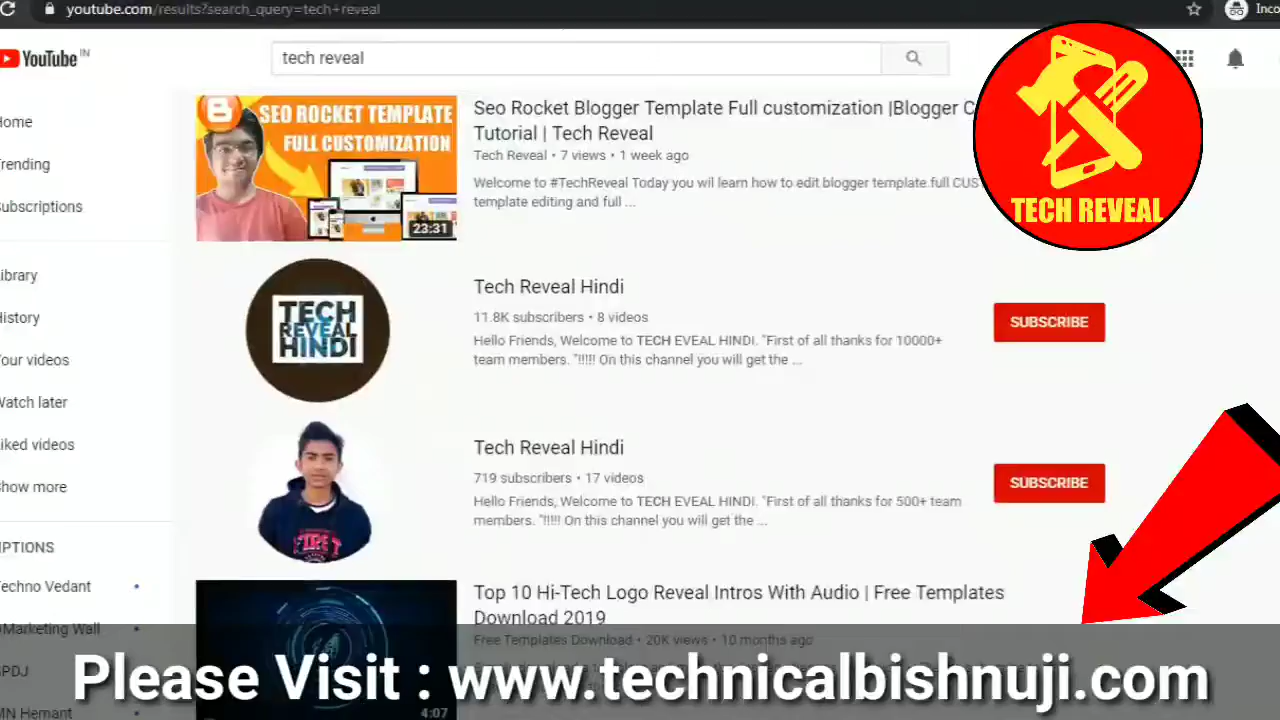 youtube.com/results?search_query=tech+reveal
Inco
YouTube IN
tech reveal
Home
Trending
Subscriptions
Library
History
Your videos
Watch later
Liked videos
Show more
IPTIONS
Techno Vedant
Marketing Wall
PDJ
MN Hemant
SEO ROCKET TEMPLATE
FULL CUSTOMIZATION
23:31
Seo Rocket Blogger Template Full customization |Blogger C
Tutorial | Tech Reveal
Tech Reveal • 7 views • 1 week ago
Welcome to #TechReveal Today you wil learn how to edit blogger template full CUS
template editing and full ...
TECH REVEAL
TECH
REVEAL
HINDI
Tech Reveal Hindi
11.8K subscribers • 8 videos
Hello Friends, Welcome to TECH EVEAL HINDI. "First of all thanks for 10000+
team members. "!!!!! On this channel you will get the ...
SUBSCRIBE
FIRST
Tech Reveal Hindi
719 subscribers • 17 videos
Hello Friends, Welcome to TECH EVEAL HINDI. "First of all thanks for 500+ team
members. "!!!!! On this channel you will get the ...
SUBSCRIBE
Top 10 Hi-Tech Logo Reveal Intros With Audio | Free Templates
Download 2019
Free Templates Download • 20K views • 10 months ago
4:07
Please Visit : www.technicalbishnuji.com